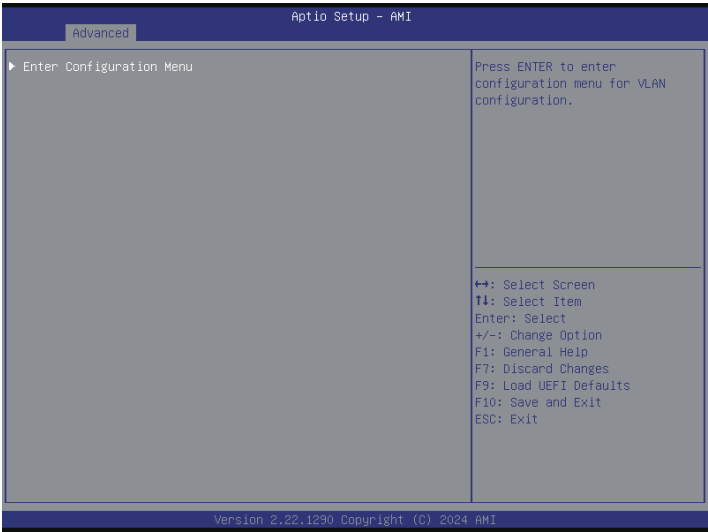 Aptio Setup – AMI
Advanced
▶ Enter Configuration Menu
Press ENTER to enter
configuration menu for VLAN
configuration.
↔: Select Screen
↑↓: Select Item
Enter: Select
+/-: Change Option
F1: General Help
F7: Discard Changes
F9: Load UEFI Defaults
F10: Save and Exit
ESC: Exit
Version 2.22.1290 Copyright (C) 2024 AMI